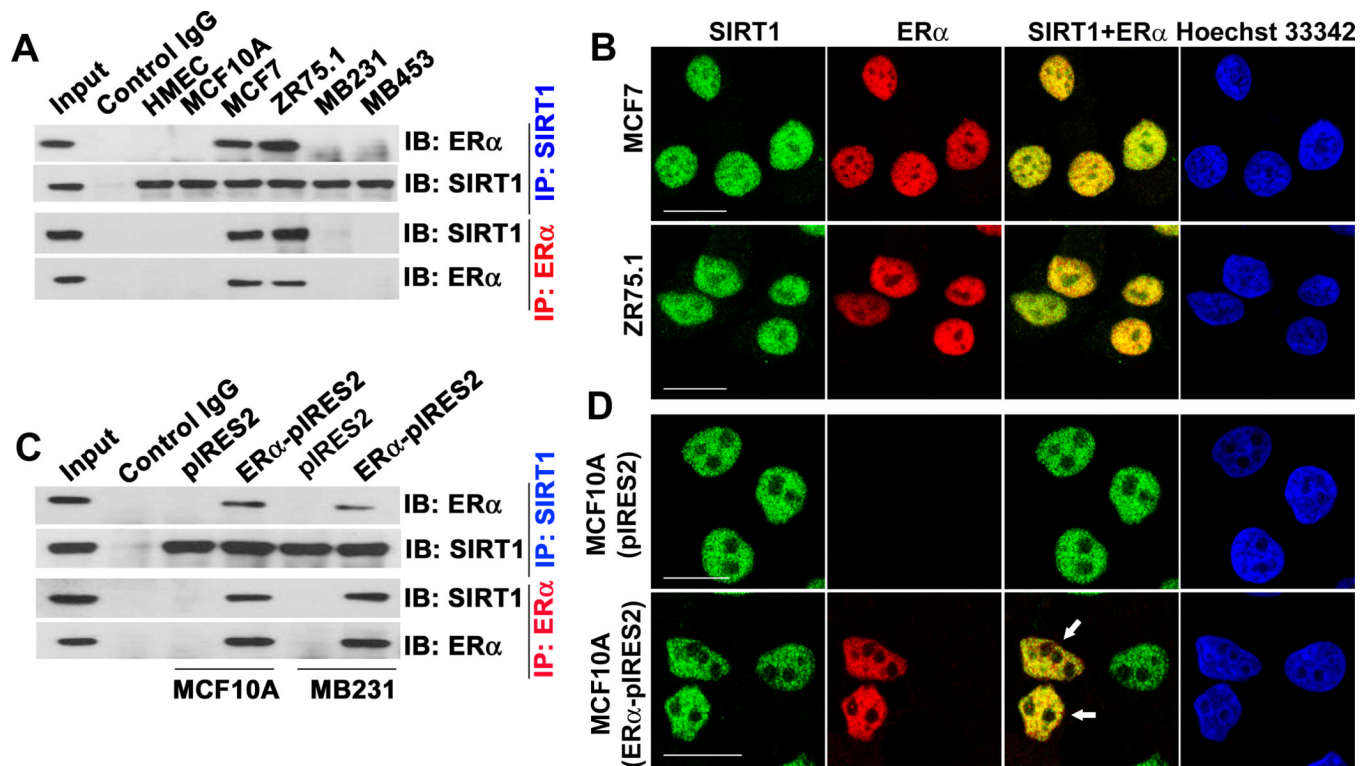 A
Input
Control IgG
HMEC
MCF10A
MCF7
ZR75.1
MB231
MB453
IB: ERα
IB: SIRT1
IP: SIRT1
IB: SIRT1
IB: ERα
IP: ERα
B
SIRT1
ERα
SIRT1+ERα
Hoechst 33342
MCF7
ZR75.1
C
Input
Control IgG
pIRES2
ERα-pIRES2
pIRES2
ERα-pIRES2
IB: ERα
IB: SIRT1
IP: SIRT1
IB: SIRT1
IB: ERα
IP: ERα
MCF10A
MB231
D
MCF10A
(pIRES2)
MCF10A
(ERα-pIRES2)